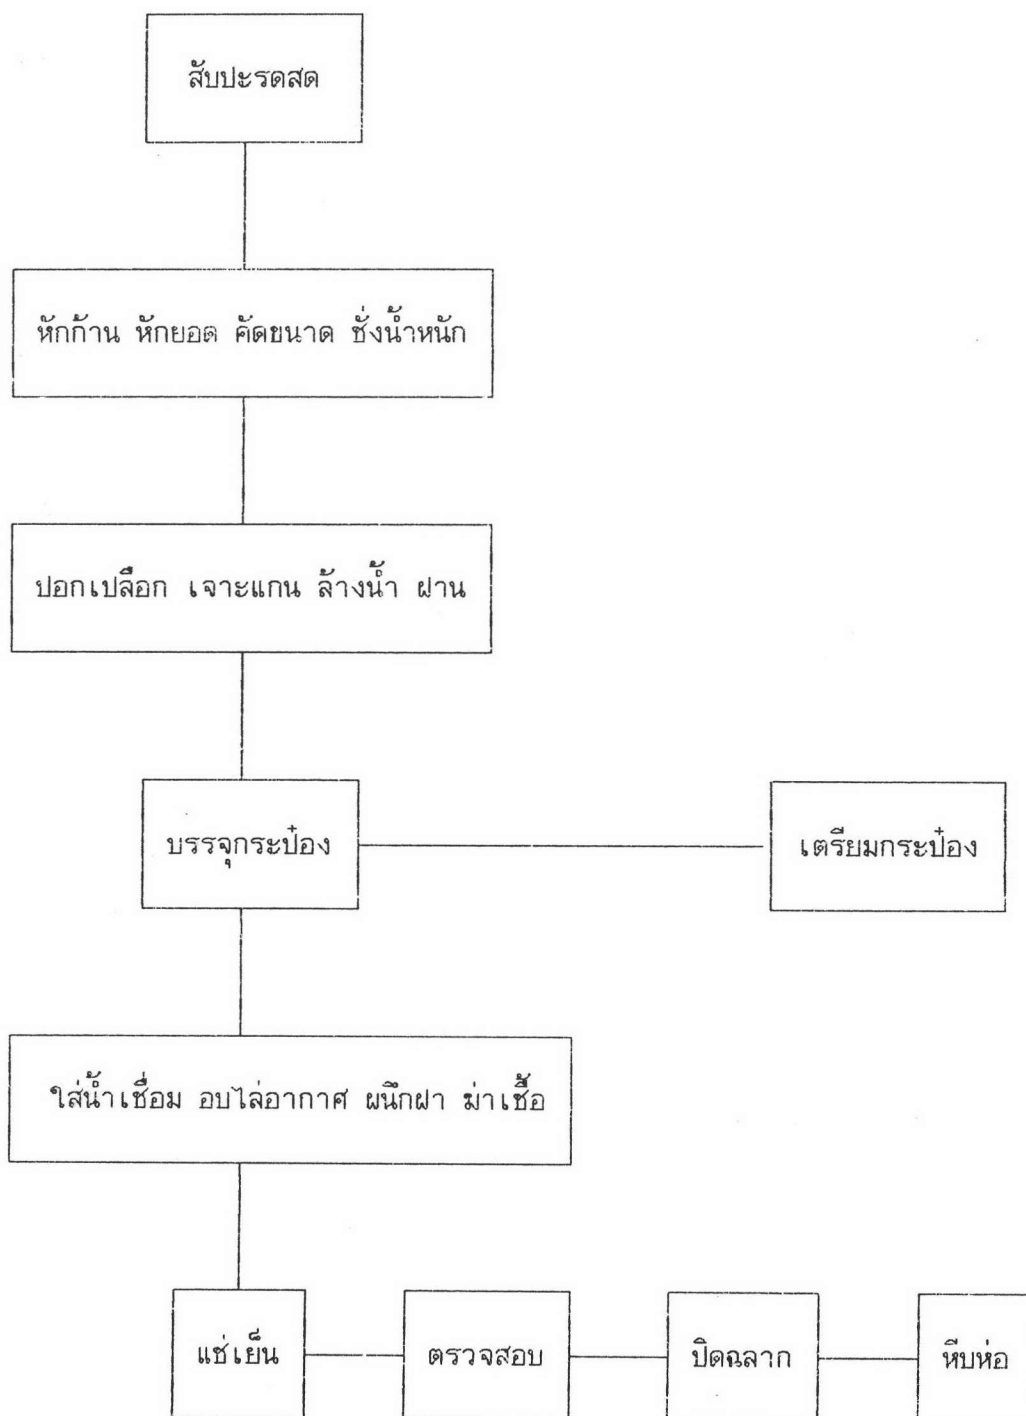 สับปะรดสด
หักก้าน หักยอด คัดขนาด ชั่งน้ำหนัก
ปอกเปลือก เจาะแกน ล้างน้ำ ฝาน
บรรจุกระป๋อง
เตรียมกระป๋อง
ใส่น้ำเชื่อม อบไล่อากาศ ผนึกฝา ฆ่าเชื้อ
แช่เย็น
ตรวจสอบ
ปิดฉลาก
หีบห่อ